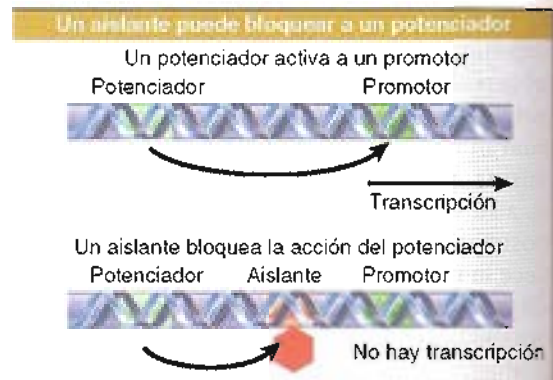 Un aislante puede bloquear a un potenciador
Un potenciador activa a un promotor
Potenciador Promotor
Transcripción
Un aislante bloquea la acción del potenciador
Potenciador Aislante Promotor
No hay transcripción